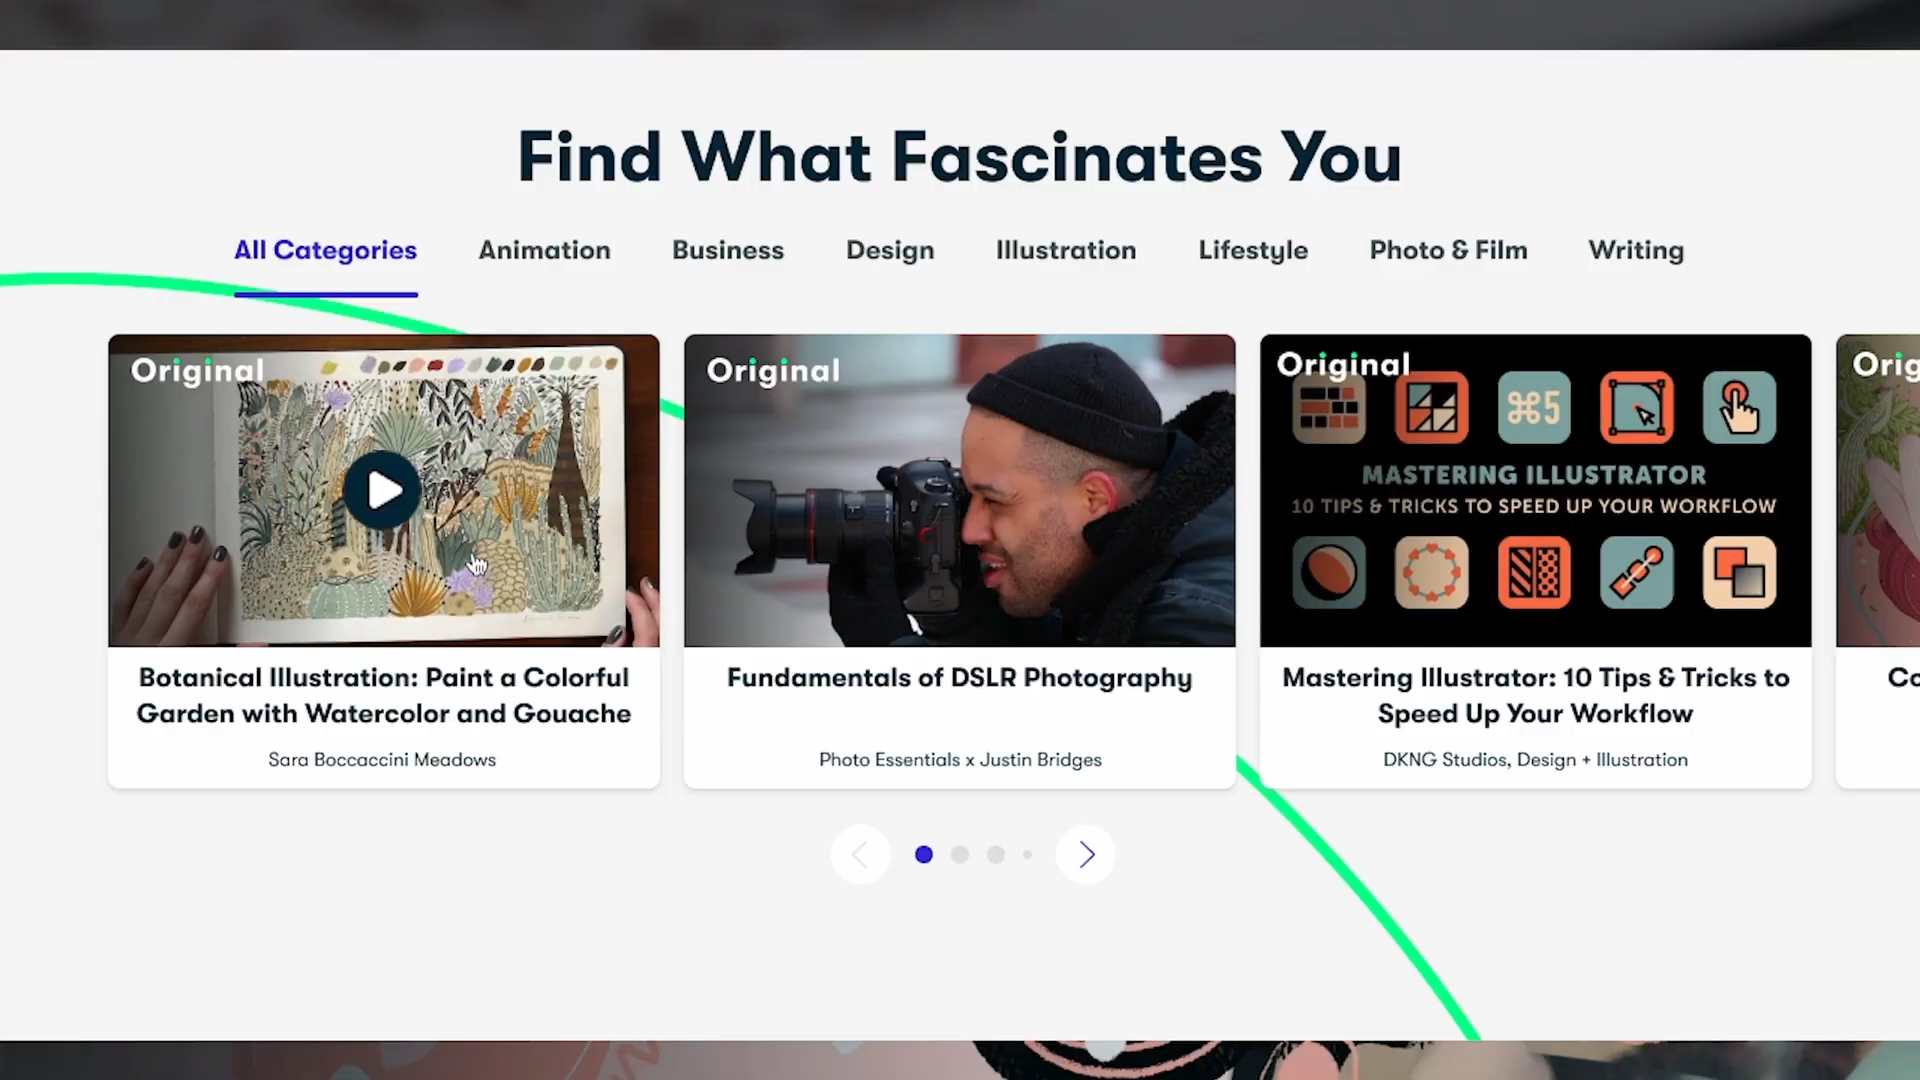 Find What Fascinates You
All Categories Animation Business Design Illustration Lifestyle Photo & Film Writing
Original
Botanical Illustration: Paint a Colorful
Garden with Watercolor and Gouache
Sara Boccaccini Meadows
Original
Fundamentals of DSLR Photography
Photo Essentials x Justin Bridges
Original
⌘5
MASTERING ILLUSTRATOR
10 TIPS & TRICKS TO SPEED UP YOUR WORKFLOW
Mastering Illustrator: 10 Tips & Tricks to
Speed Up Your Workflow
DKNG Studios, Design + Illustration
Orig
Co